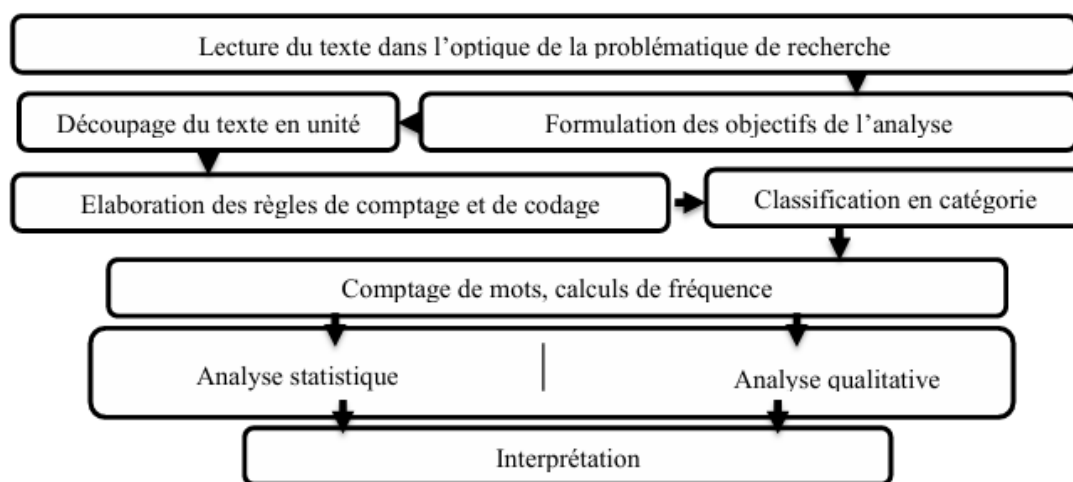 Lecture du texte dans l’optique de la problématique de recherche
Découpage du texte en unité
Formulation des objectifs de l’analyse
Elaboration des règles de comptage et de codage
Classification en catégorie
Comptage de mots, calculs de fréquence
Analyse statistique
Analyse qualitative
Interprétation